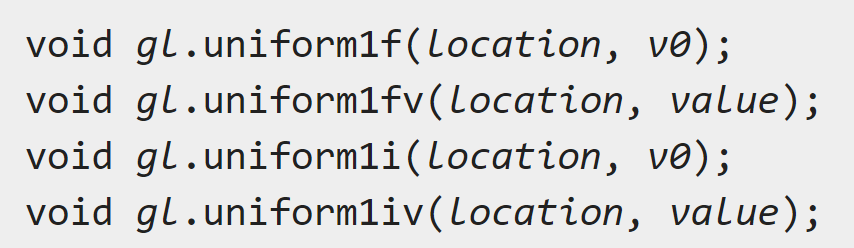 void gl.uniform1f(location, v0);
void gl.uniform1fv(location, value);
void gl.uniform1i(location, v0);
void gl.uniform1iv(location, value);